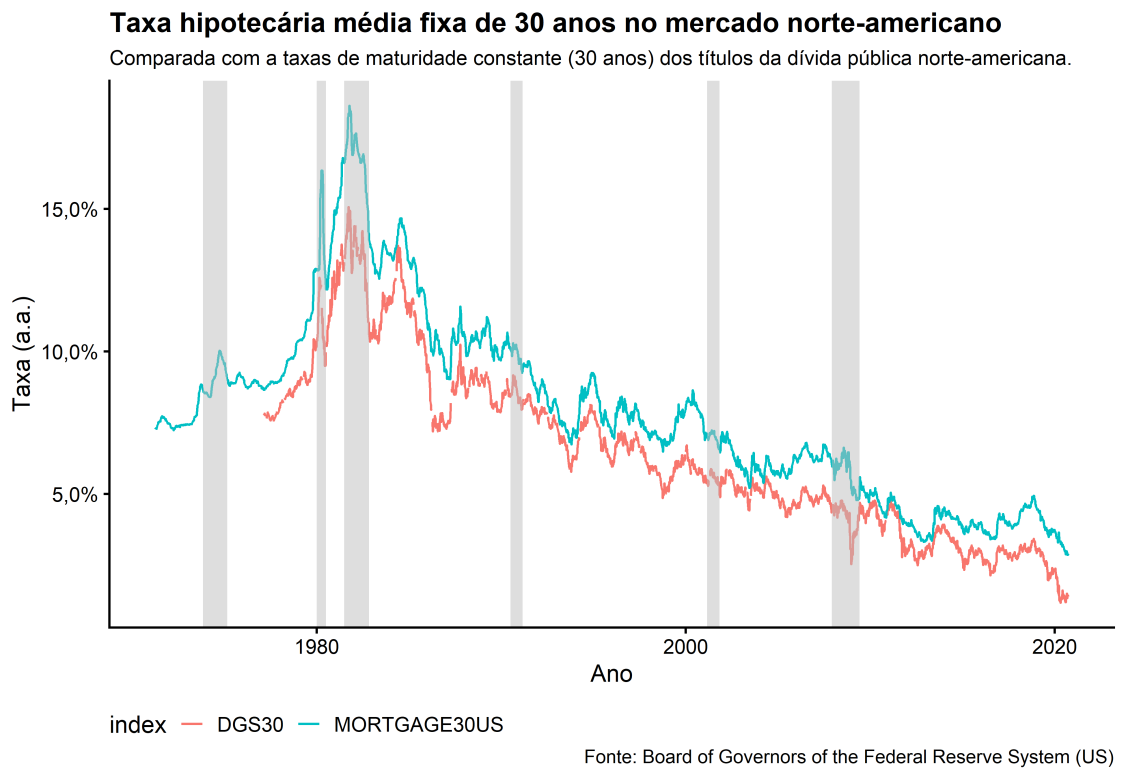 Taxa hipotecária média fixa de 30 anos no mercado norte-americano
Comparada com a taxas de maturidade constante (30 anos) dos títulos da dívida pública norte-americana.
Taxa (a.a.)
15,0%
10,0%
5,0%
1980 2000 2020
Ano
index DGS30 MORTGAGE30US
Fonte: Board of Governors of the Federal Reserve System (US)